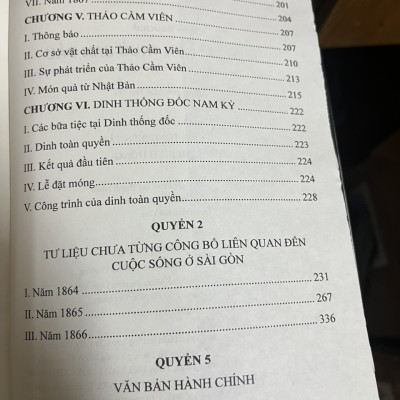 VII. Năm 1867 201
CHƯƠNG V. THẢO CẦM VIÊN 204
I. Thông báo 207
II. Cơ sở vật chất tại Thảo Cầm Viên 207
III. Sự phát triển của Thảo Cầm Viên 210
IV. Món quà từ Nhật Bản 213
215
CHƯƠNG VI. DINH THỐNG ĐỐC NAM KỲ 222
I. Các bữa tiệc tại Dinh thống đốc 222
II. Dinh toàn quyền 223
III. Kết quả đầu tiên 224
IV. Lễ đặt móng 224
V. Công trình của dinh toàn quyền 228
QUYỂN 2
TƯ LIỆU CHƯA TỪNG CÔNG BỐ LIÊN QUAN ĐẾN
CUỘC SỐNG Ở SÀI GÒN
I. Năm 1864 231
II. Năm 1865 267
III. Năm 1866 336
QUYỂN 5
VĂN BẢN HÀNH CHÍNH